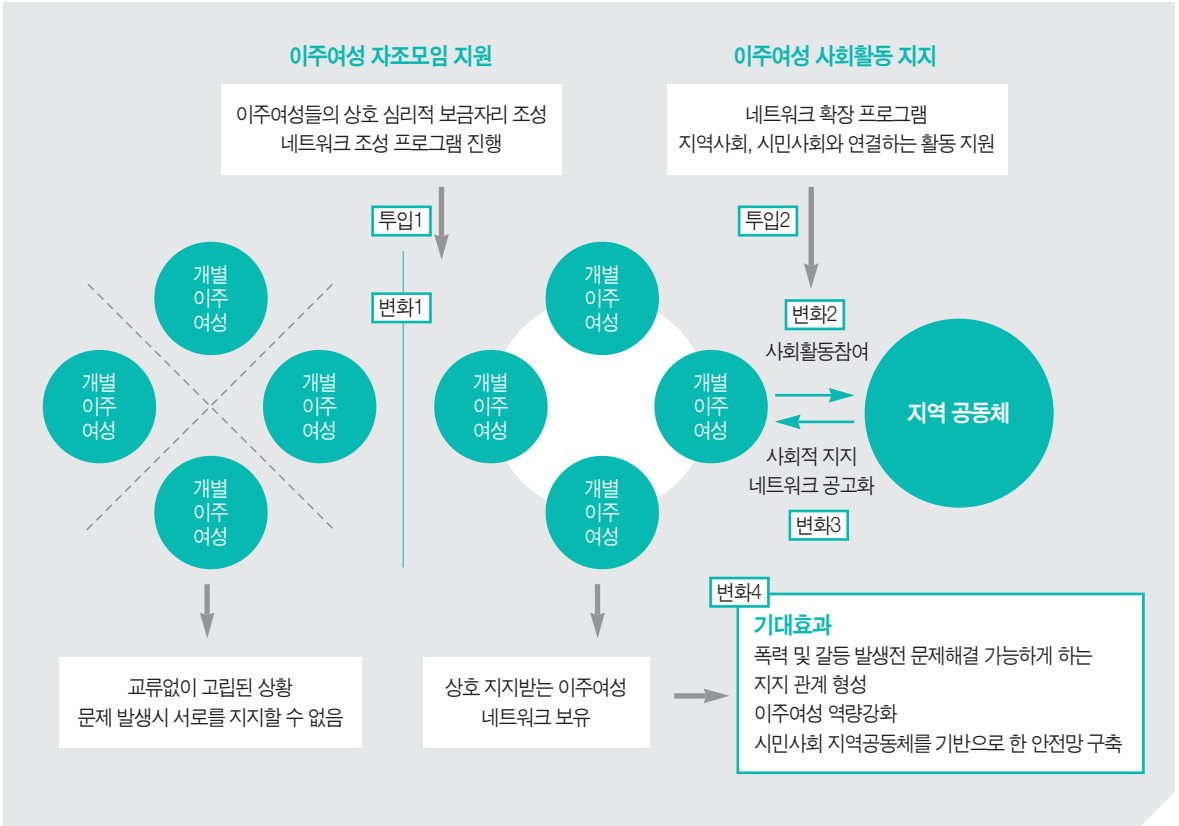 이주여성 자조모임 지원
이주여성들의 상호 심리적 보금자리 조성
네트워크 조성 프로그램 진행
이주여성 사회활동 지지
네트워크 확장 프로그램
지역사회, 시민사회와 연결하는 활동 지원
투입1
투입2
변화1
개별
이주
여성
개별
이주
여성
개별
이주
여성
개별
이주
여성
개별
이주
여성
개별
이주
여성
개별
이주
여성
개별
이주
여성
변화2
사회활동참여
사회적 지지
네트워크 공고화
변화3
지역 공동체
교류없이 고립된 상황
문제 발생시 서로를 지지할 수 없음
상호 지지받는 이주여성
네트워크 보유
변화4
기대효과
폭력 및 갈등 발생전 문제해결 가능하게 하는
지지 관계 형성
이주여성 역량강화
시민사회 지역공동체를 기반으로 한 안전망 구축